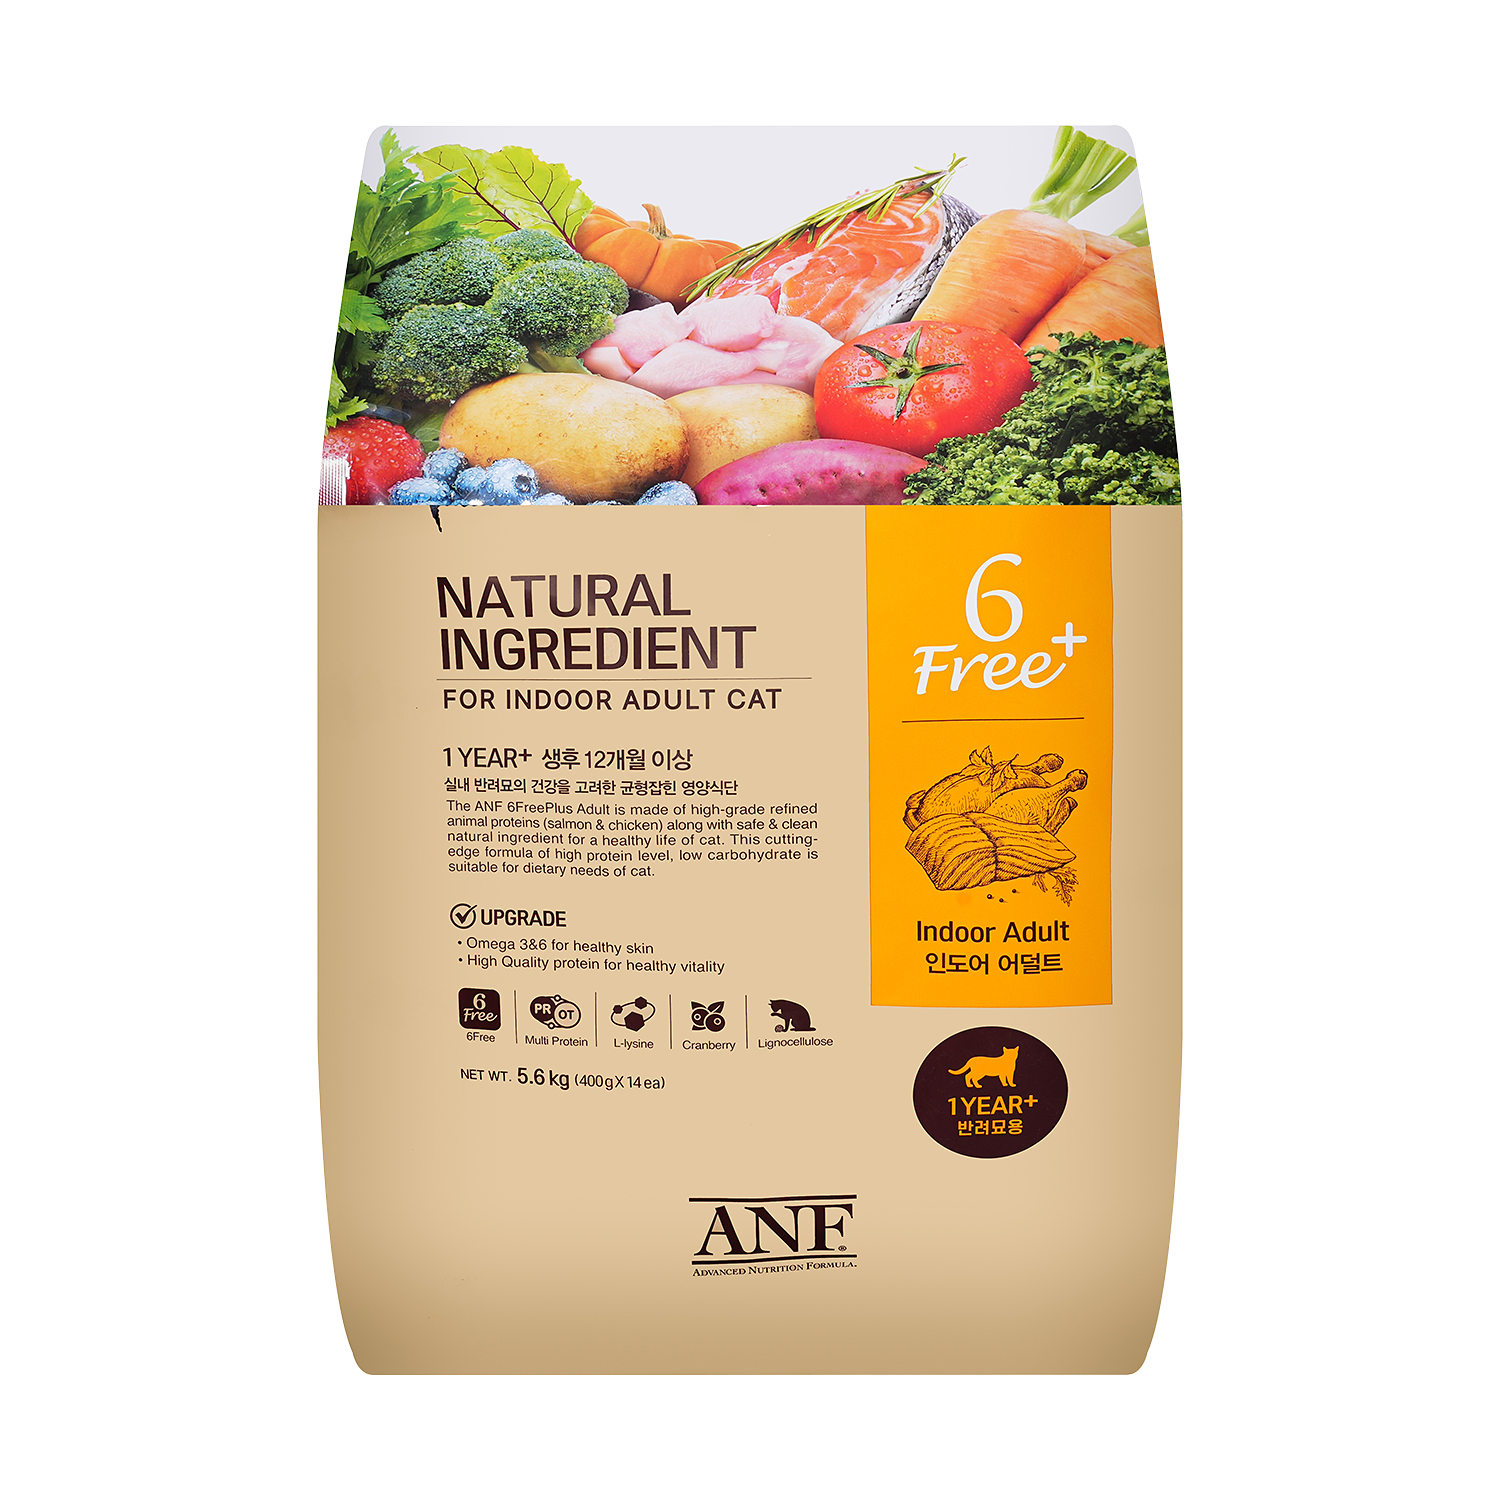 NATURAL
INGREDIENT
FOR INDOOR ADULT CAT
1 YEAR+ 생후 12개월 이상
실내 반려묘의 건강을 고려한 균형잡힌 영양식단
The ANF 6FreePlus Adult is made of high-grade refined
animal proteins (salmon & chicken) along with safe & clean
natural ingredient for a healthy life of cat. This cutting-
edge formula of high protein level, low carbohydrate is
suitable for dietary needs of cat.
UPGRADE
• Omega 3&6 for healthy skin
• High Quality protein for healthy vitality
6
Free
6Free
PR
OT
Multi Protein
L-lysine
Cranberry
Lignocellulose
NET WT. 5.6 kg (400gX14ea)
6
Free+
Indoor Adult
인도어 어덜트
1YEAR+
반려묘용
ANF®
ADVANCED NUTRITION FORMULA.